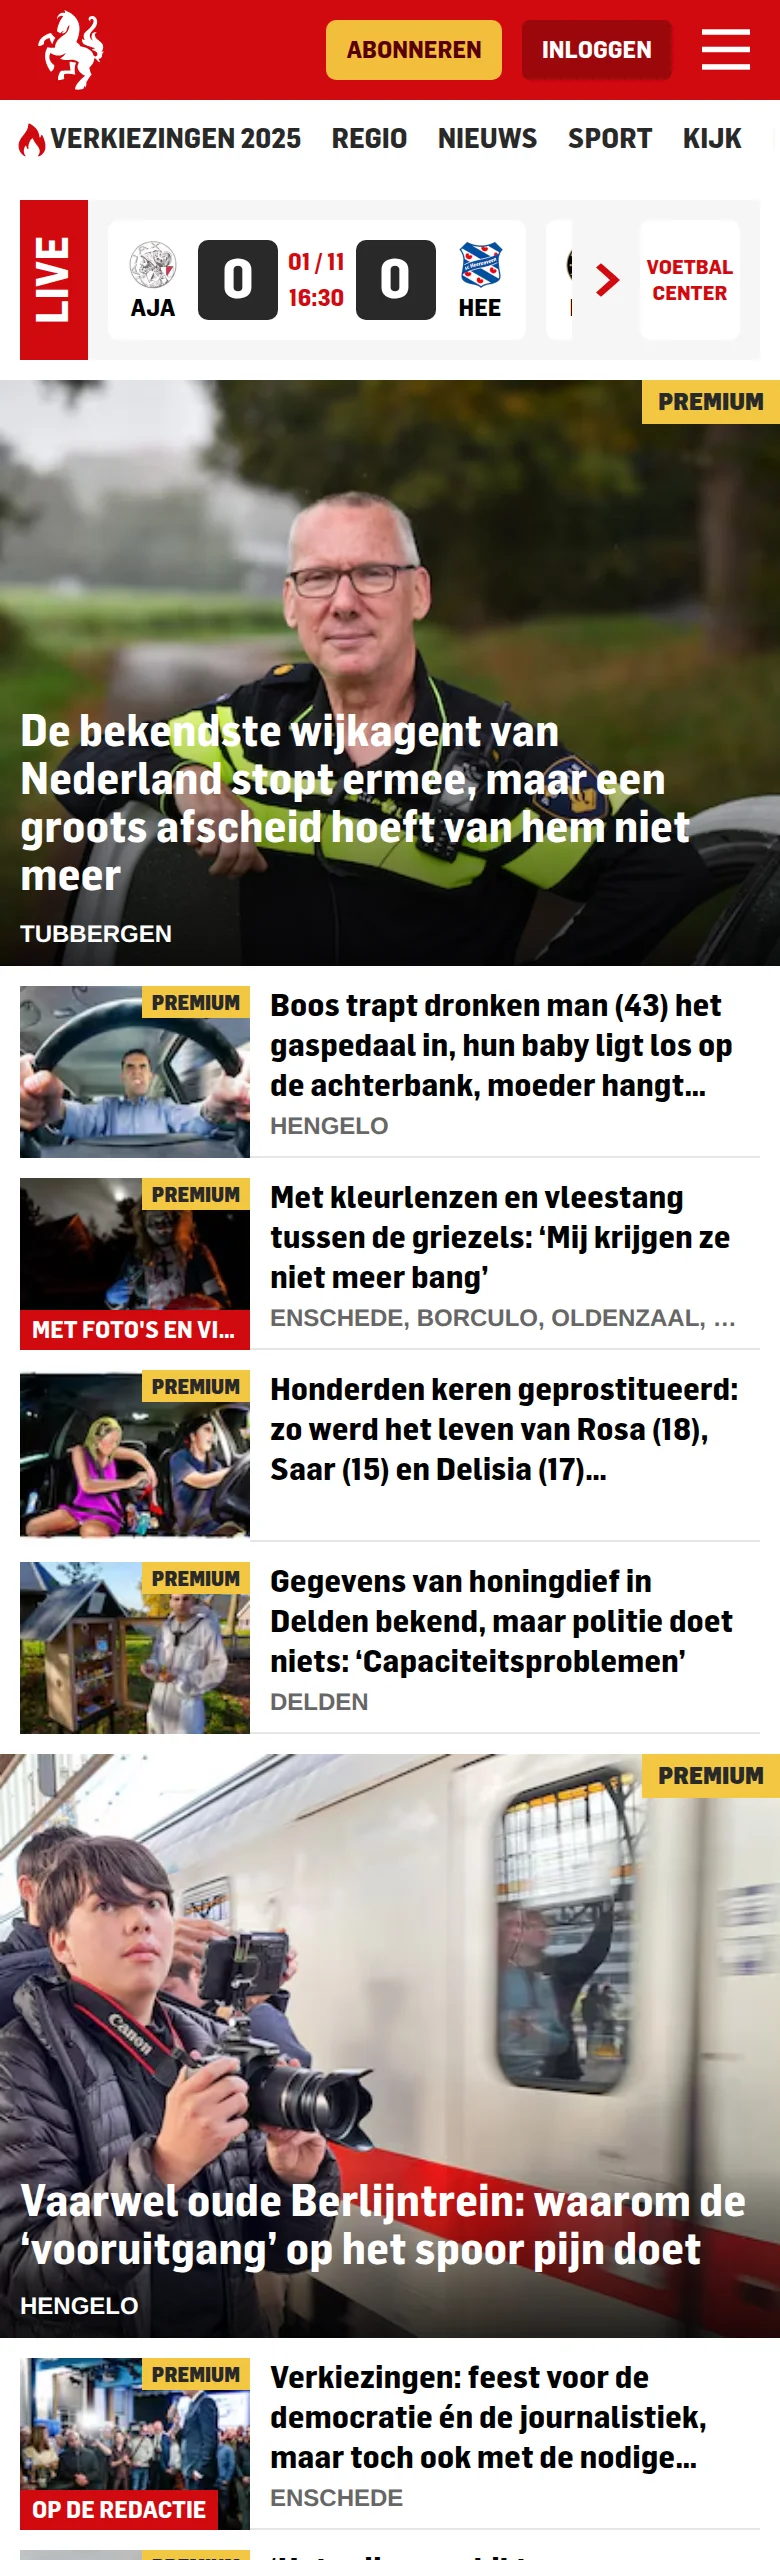 ABONNEREN
INLOGGEN
VERKIEZINGEN 2025 REGIO NIEUWS SPORT KIJK
LIVE
AJA
0
01 / 11
16:30
0
HEE
VOETBAL
CENTER
PREMIUM
De bekendste wijkagent van
Nederland stopt ermee, maar een
groots afscheid hoeft van hem niet
meer
TUBBERGEN
PREMIUM
Boos trapt dronken man (43) het
gaspedaal in, hun baby ligt los op
de achterbank, moeder hangt...
HENGELO
PREMIUM
MET FOTO'S EN VI...
Met kleurlenzen en vleestang
tussen de griezels: ‘Mij krijgen ze
niet meer bang’
ENSCHEDE, BORCULO, OLDENZAAL, ...
PREMIUM
Honderden keren geprostitueerd:
zo werd het leven van Rosa (18),
Saar (15) en Delisia (17)...
PREMIUM
Gegevens van honingdief in
Delden bekend, maar politie doet
niets: ‘Capaciteitsproblemen’
DELDEN
PREMIUM
Canon
Vaarwel oude Berlijntrein: waarom de
‘vooruitgang’ op het spoor pijn doet
HENGELO
PREMIUM
OP DE REDACTIE
Verkiezingen: feest voor de
democratie én de journalistiek,
maar toch ook met de nodige...
ENSCHEDE